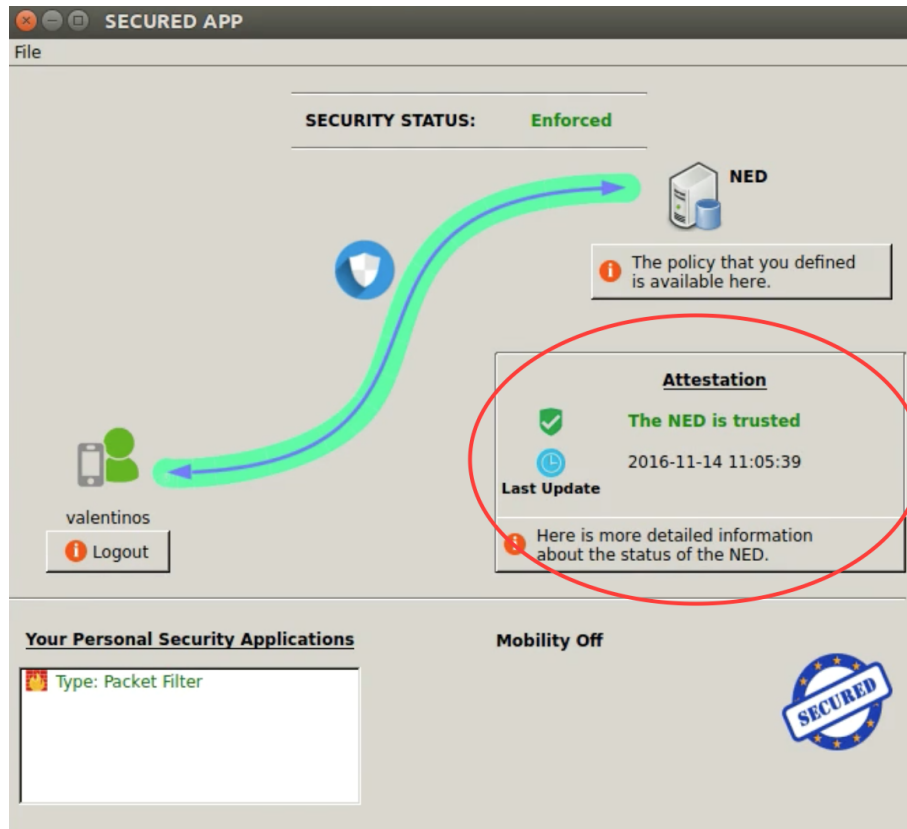 SECURED APP
File
SECURITY STATUS: Enforced
NED
The policy that you defined
is available here.
Attestation
The NED is trusted
2016-11-14 11:05:39
Last Update
Here is more detailed information
about the status of the NED.
valentinos
Logout
Your Personal Security Applications
Mobility Off
Type: Packet Filter
SECURED